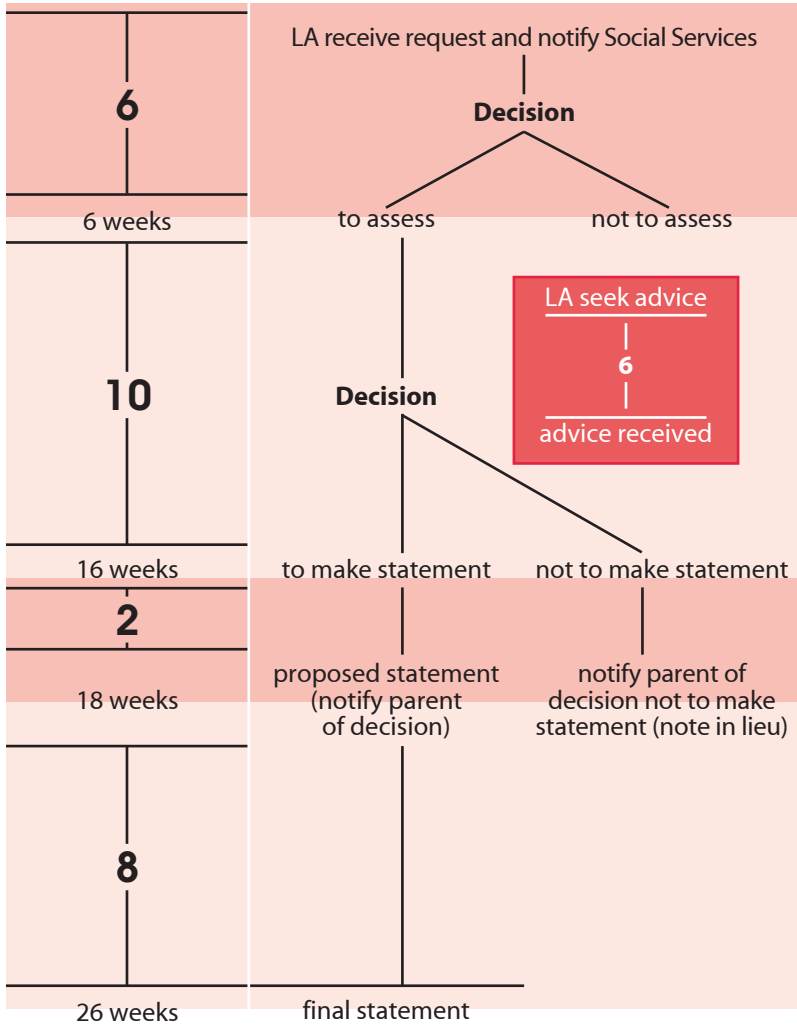 LA receive request and notify Social Services
6
Decision
6 weeks
to assess
not to assess
LA seek advice
6
advice received
10
Decision
16 weeks
to make statement
not to make statement
2
18 weeks
proposed statement
(notify parent
of decision)
notify parent of
decision not to make
statement (note in lieu)
8
26 weeks
final statement